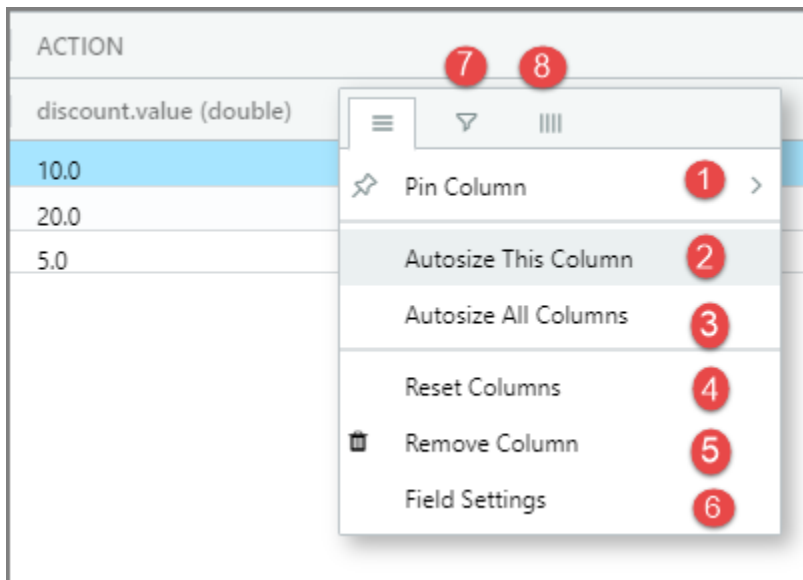 ACTION
7 8
discount.value (double)
10.0
Pin Column 1
20.0
Autosize This Column 2
5.0
Autosize All Columns 3
Reset Columns 4
Remove Column 5
Field Settings 6